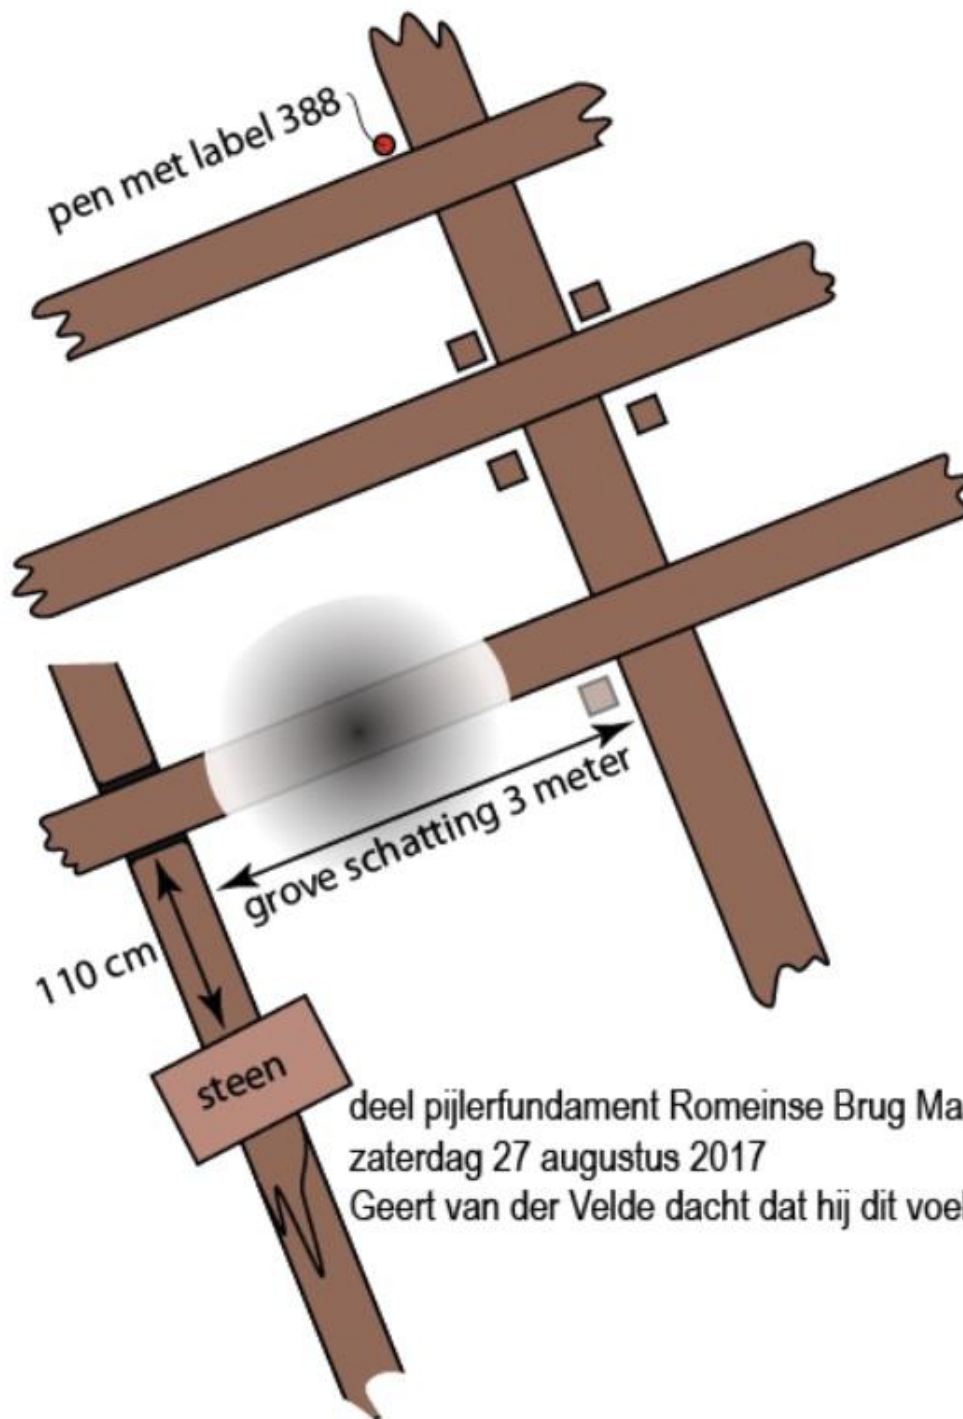 pen met label 388
grove schatting 3 meter
110 cm
steen
deel pijlerfundament Romeinse Brug
zaterdag 27 augustus 2017
Geert van der Velde dacht dat hij dit